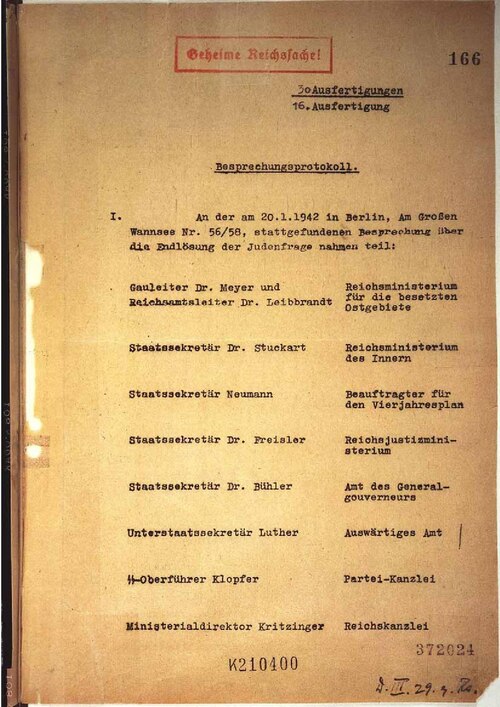 Geheime Reichssache!
166
30 Ausfertigungen
16. Ausfertigung
Besprechungsprotokoll.
I. An der am 20.1.1942 in Berlin, Am Großen
Wannsee Nr. 56/58, stattgefundenen Besprechung über
die Endlösung der Judenfrage nahmen teil:
Gauleiter Dr. Meyer und Reichsministerium
Reichsamtsleiter Dr. Leibbrandt für die besetzten
Ostgebiete
Staatssekretär Dr. Stuckart Reichsministerium
des Innern
Staatssekretär Neumann Beauftragter für
den Vierjahresplan
Staatssekretär Dr. Freisler Reichsjustizmini-
sterium
Staatssekretär Dr. Bühler Amt des General-
gouverneurs
Unterstaatssekretär Luther Auswärtiges Amt
SS-Oberführer Klopfer Partei-Kanzlei
Ministerialdirektor Kritzinger Reichskanzlei
372024
K210400
D. III. 29. g. Rs.